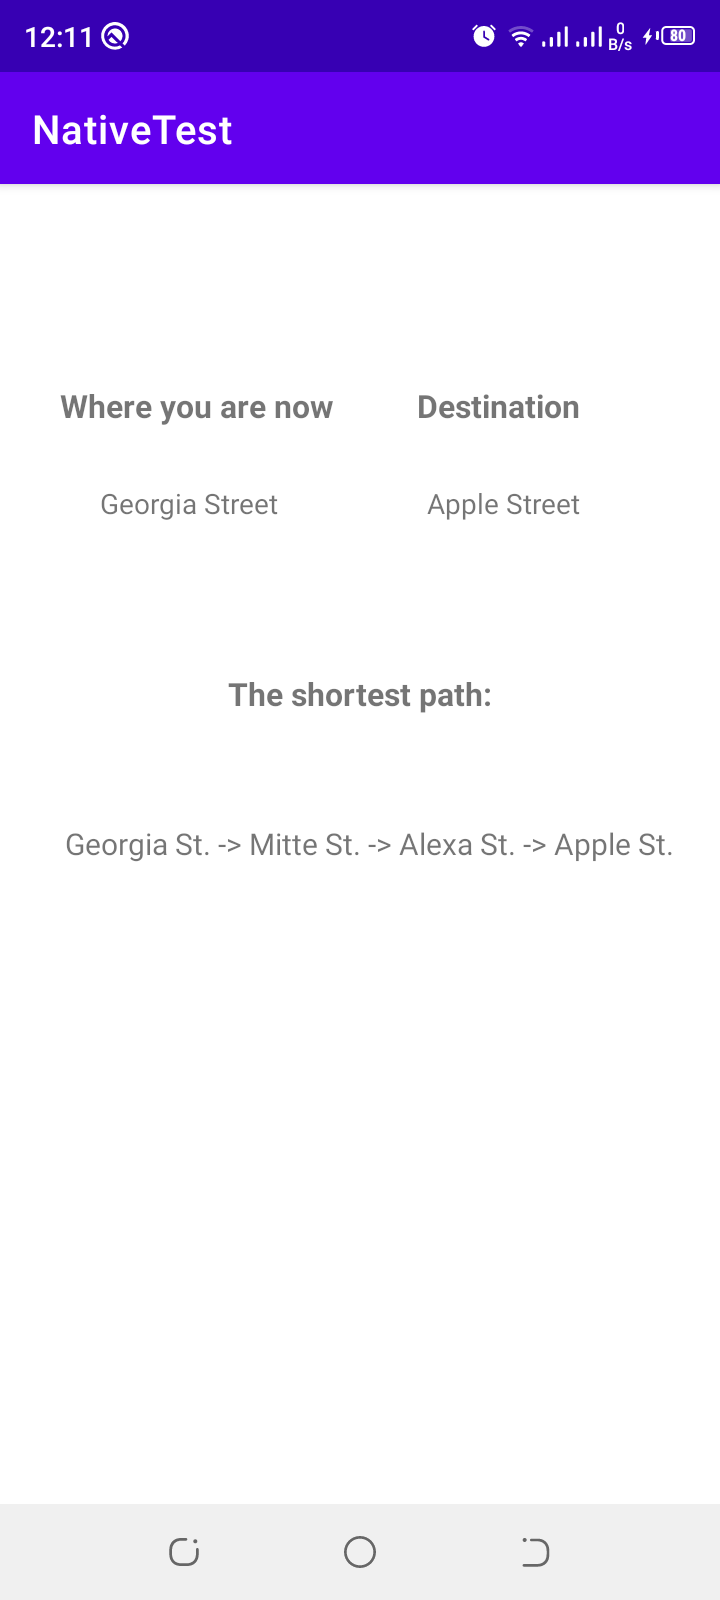 12:11 0 B/s 80
NativeTest
Where you are now Destination
Georgia Street Apple Street
The shortest path:
Georgia St. -> Mitte St. -> Alexa St. -> Apple St.